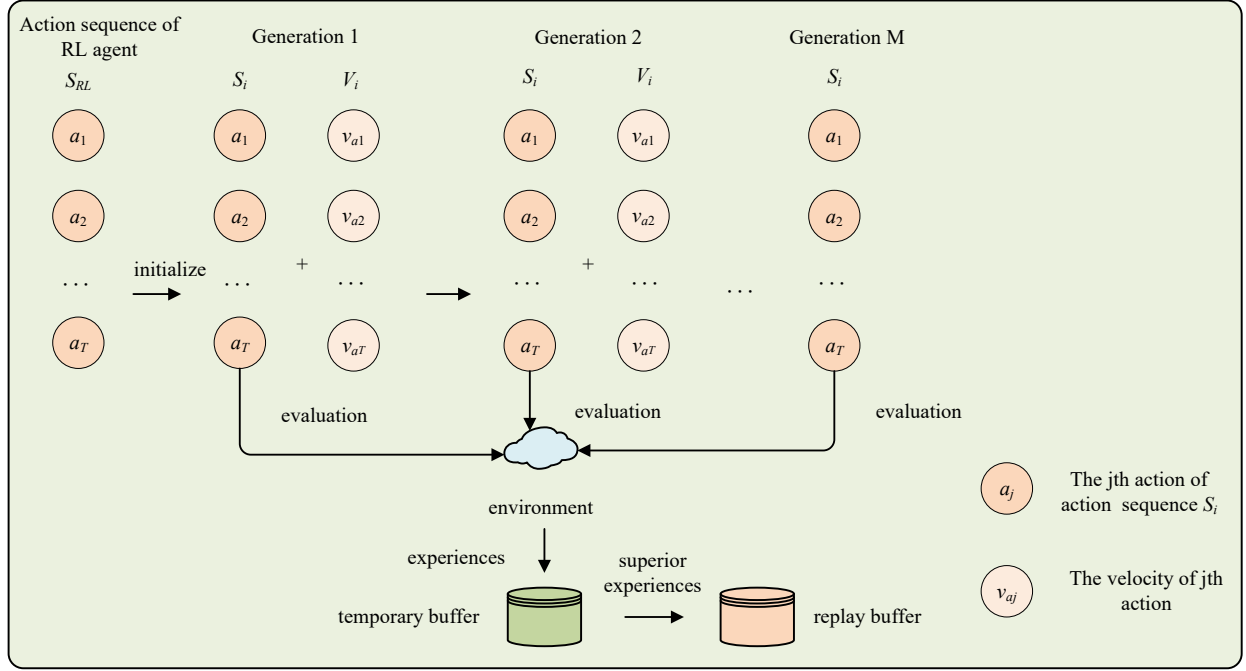 Action sequence of
RL agent
Generation 1
Generation 2
Generation M
S_RL
S_i
V_i
S_i
V_i
S_i
a_1
a_1
v_a1
a_1
v_a1
a_1
a_2
a_2
v_a2
a_2
v_a2
a_2
initialize
+
+
...
...
...
...
...
...
...
a_T
a_T
v_aT
a_T
v_aT
a_T
evaluation
evaluation
evaluation
environment
experiences
superior
experiences
temporary buffer
replay buffer
a_j
The jth action of
action sequence S_i
v_aj
The velocity of jth
action